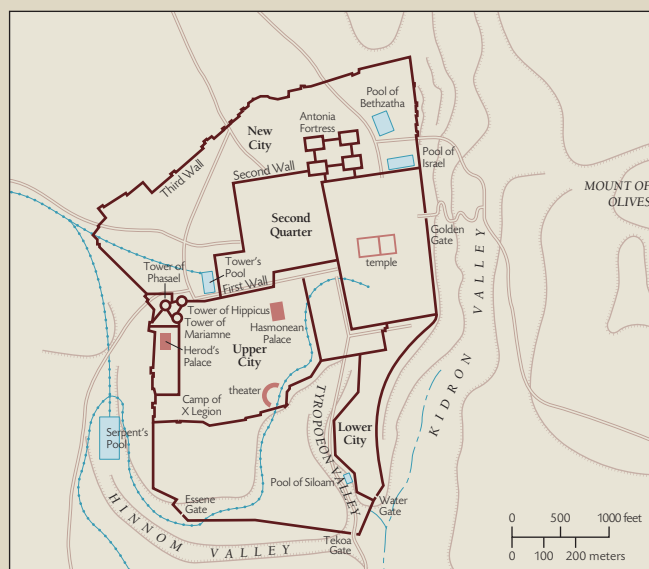 Pool of
Bethzatha
Antonia
Fortress
New
City
Pool of
Israel
Third Wall
Second Wall
MOUNT OF
OLIVES
Second
Quarter
Golden
Gate
temple
Tower's
Pool
Tower of
Phasael
First Wall
KIDRON VALLEY
Tower of Hippicus
Tower of
Mariamne
Hasmonean
Palace
Herod's
Palace
Upper
City
theater
Camp of
X Legion
TYROPOEON VALLEY
Lower
City
Serpent's
Pool
Pool of Siloam
Essene
Gate
Water
Gate
HINNOM VALLEY
Tekoa
Gate
0 500 1000 feet
0 100 200 meters